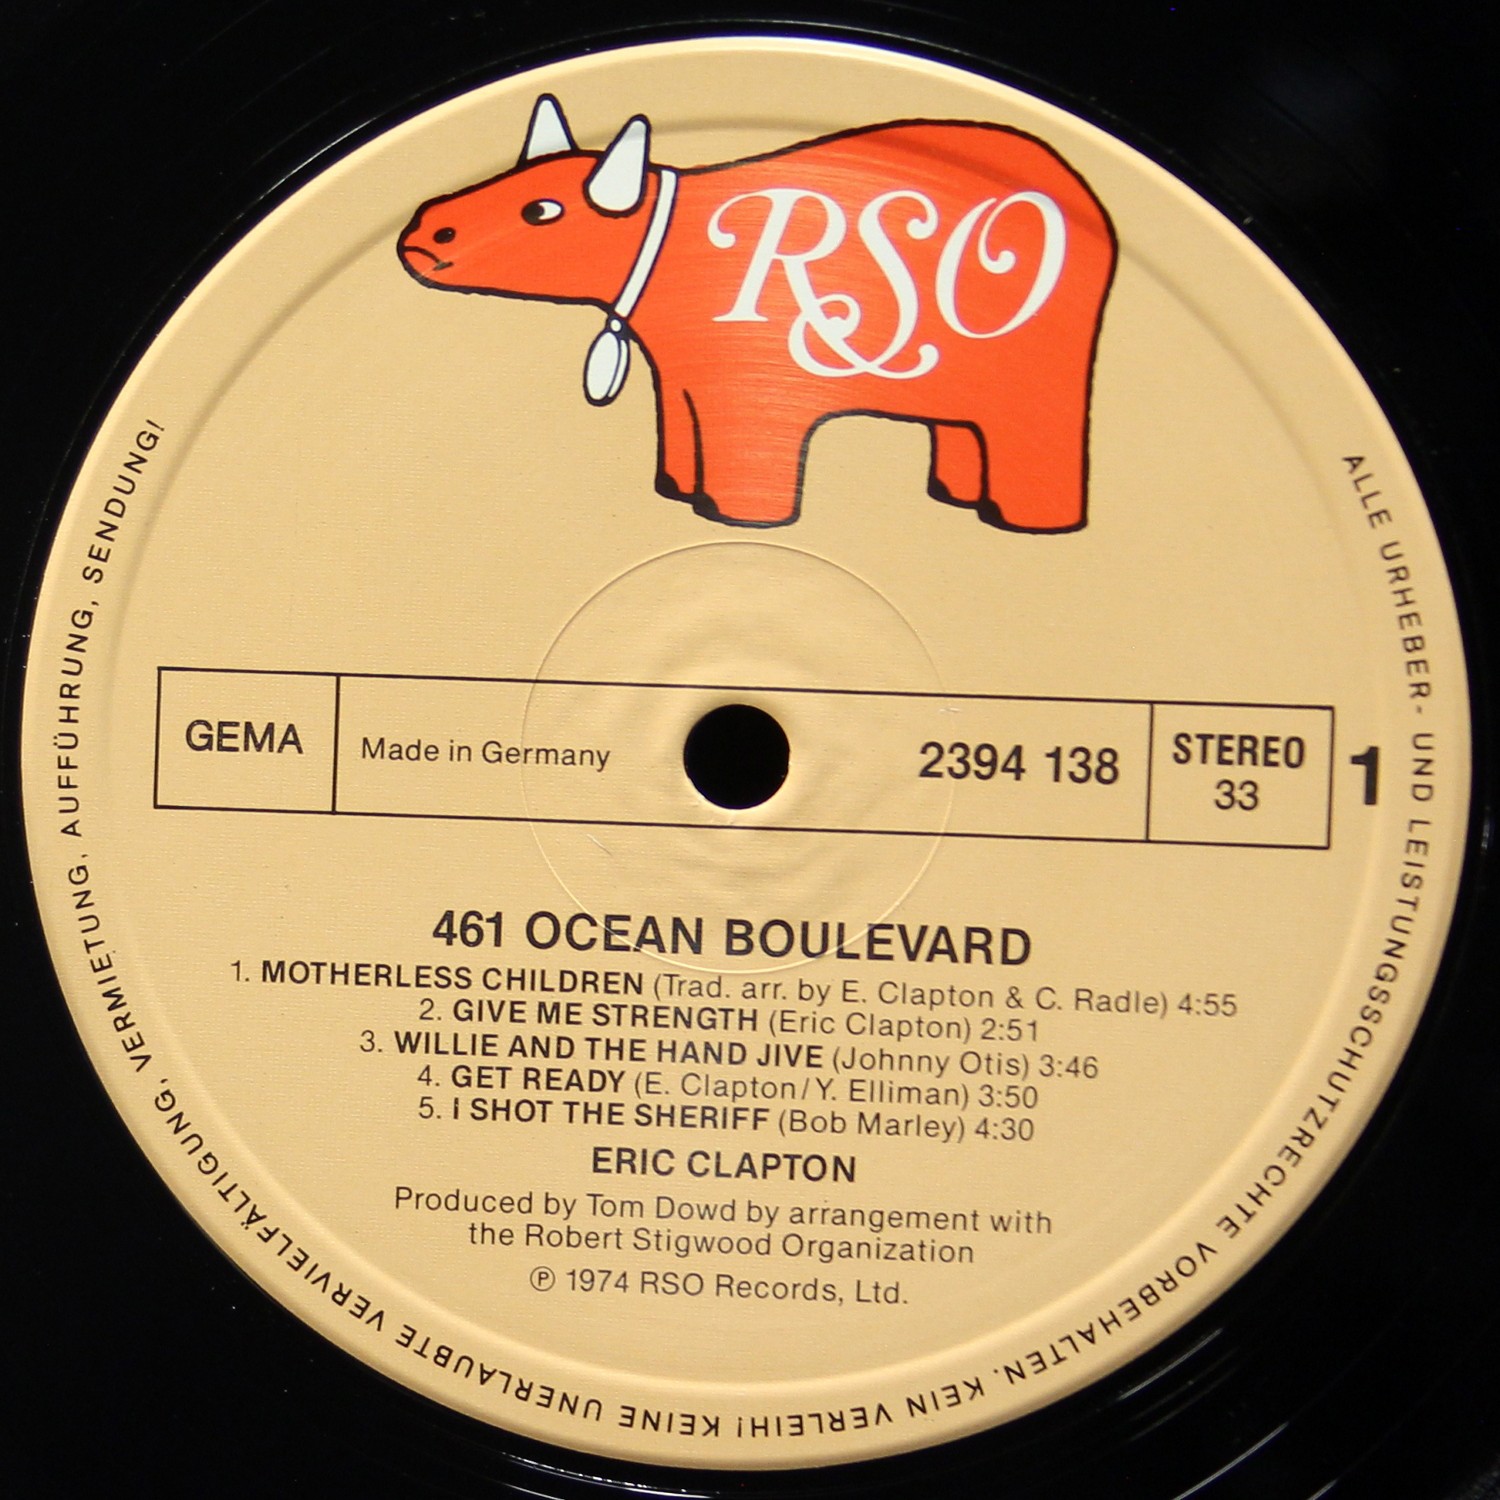 RSO
GEMA
Made in Germany
2394 138
STEREO
33
1
461 OCEAN BOULEVARD
1. MOTHERLESS CHILDREN (Trad. arr. by E. Clapton & C. Radle) 4:55
2. GIVE ME STRENGTH (Eric Clapton) 2:51
3. WILLIE AND THE HAND JIVE (Johnny Otis) 3:46
4. GET READY (E. Clapton/Y. Elliman) 3:50
5. I SHOT THE SHERIFF (Bob Marley) 4:30
ERIC CLAPTON
Produced by Tom Dowd by arrangement with
the Robert Stigwood Organization
℗ 1974 RSO Records, Ltd.
ALLE URHEBER- UND LEISTUNGSSCHUTZRECHTE VORBEHALTEN. KEIN VERLEIH! KEINE UNERLAUBTE VERVIELFÄLTIGUNG, VERMIETUNG, AUFFÜHRUNG, SENDUNG!